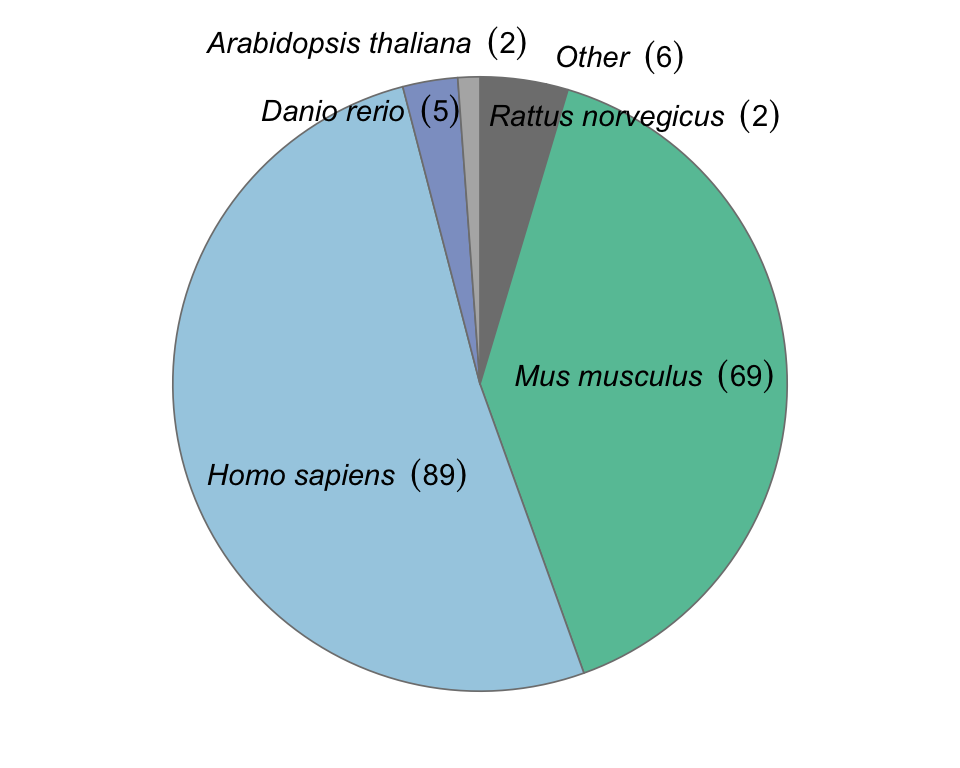 Arabidopsis thaliana (2)
Other (6)
Danio rerio (5)
Rattus norvegicus (2)
Mus musculus (69)
Homo sapiens (89)